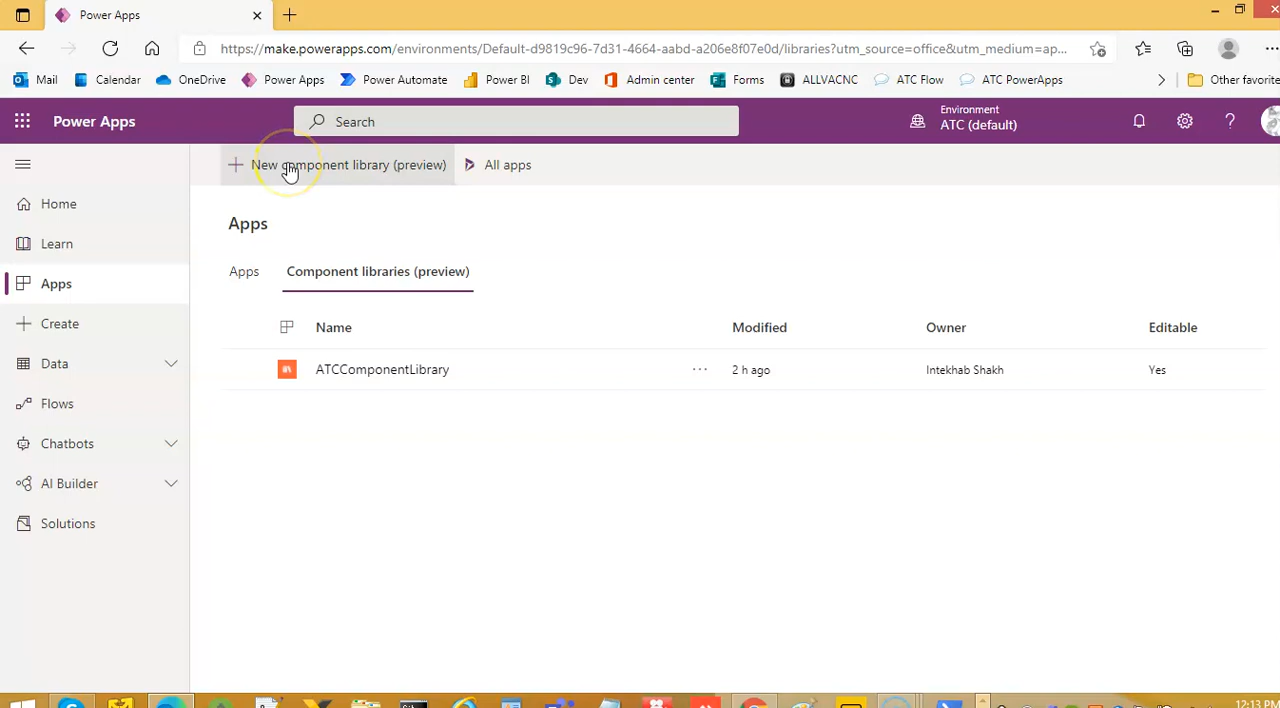 Power Apps
https://make.powerapps.com/environments/Default-d9819c96-7d31-4664-aabd-a206e8f07e0d/libraries?utm_source=office&utm_medium=ap...
Mail Calendar OneDrive Power Apps Power Automate Power BI Dev Admin center Forms ALLVACNC ATC Flow ATC PowerApps Other favorite
Power Apps Search Environment
ATC (default)
New component library (preview) All apps
Home
Apps
Learn
Apps Component libraries (preview)
Apps
Name Modified Owner Editable
Create
Data
ATCComponentLibrary ... 2 h ago Intekhab Shakh Yes
Flows
Chatbots
AI Builder
Solutions
12:13 PM